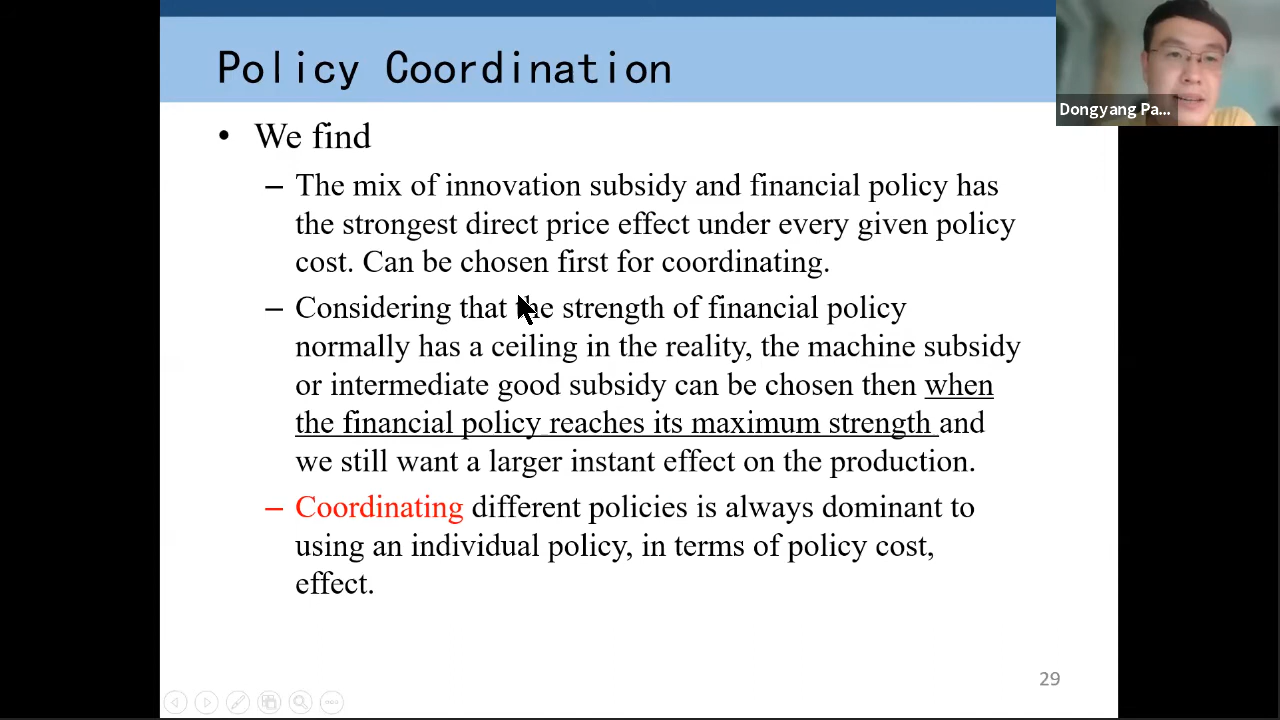 Policy Coordination
Dongyang Pa...
• We find
– The mix of innovation subsidy and financial policy has
the strongest direct price effect under every given policy
cost. Can be chosen first for coordinating.
– Considering that the strength of financial policy
normally has a ceiling in the reality, the machine subsidy
or intermediate good subsidy can be chosen then when
the financial policy reaches its maximum strength and
we still want a larger instant effect on the production.
– Coordinating different policies is always dominant to
using an individual policy, in terms of policy cost,
effect.
29